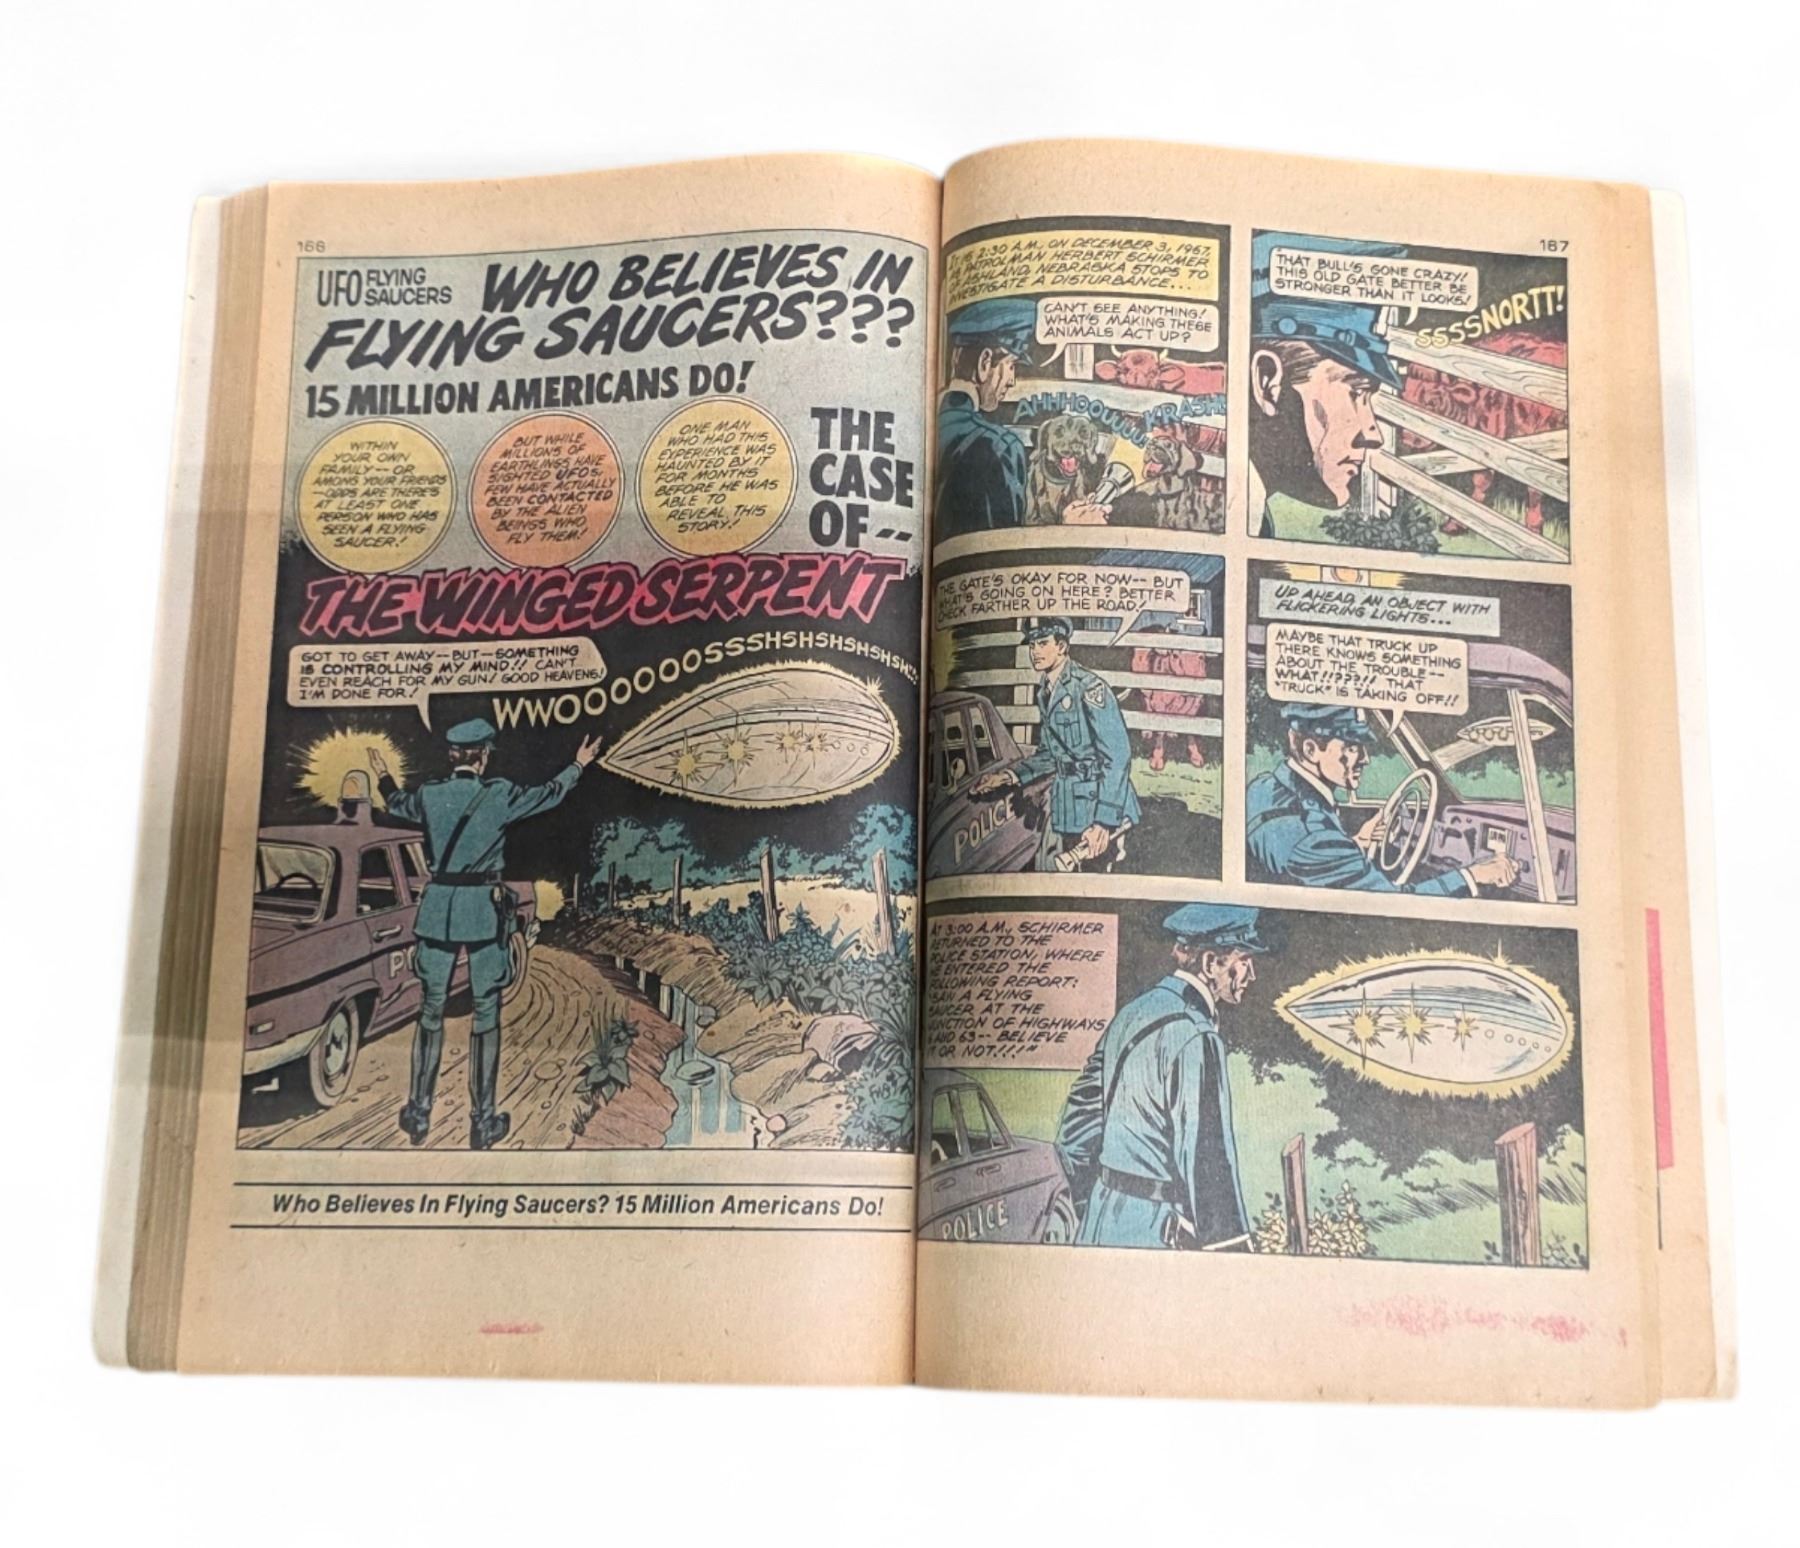 166
UFO FLYING
SAUCERS
WHO BELIEVES IN
FLYING SAUCERS???
15 MILLION AMERICANS DO!
WITHIN
YOUR OWN
FAMILY -- OR
AMONG YOUR FRIENDS
-- ODDS ARE THERE'S
AT LEAST ONE
PERSON WHO HAS
SEEN A FLYING
SAUCER!
BUT WHILE
MILLIONS OF
EARTHLINGS HAVE
SIGHTED UFOS,
FEW HAVE ACTUALLY
BEEN CONTACTED
BY THE ALIEN
BEINGS WHO
FLY THEM!
ONE MAN
WHO HAD THIS
EXPERIENCE WAS
HAUNTED BY IT
FOR MONTHS
BEFORE HE WAS
ABLE TO
REVEAL THIS
STORY!
THE
CASE
OF --
THE WINGED SERPENT
GOT TO GET AWAY -- BUT -- SOMETHING
IS CONTROLLING MY MIND!! CAN'T
EVEN REACH FOR MY GUN! GOOD HEAVENS!
I'M DONE FOR!
WWOOOOOOOSSSHSHSHSHSHSHSH!!
PO
Who Believes In Flying Saucers? 15 Million Americans Do!
187
IT IS 2:30 A.M., ON DECEMBER 3, 1967,
AS PATROLMAN HERBERT SCHIRMER
OF ASHLAND, NEBRASKA STOPS TO
INVESTIGATE A DISTURBANCE...
CAN'T SEE ANYTHING!
WHAT'S MAKING THESE
ANIMALS ACT UP?
AHHHOOUUUUU
KRASH!
THAT BULL'S GONE CRAZY!
THIS OLD GATE BETTER BE
STRONGER THAN IT LOOKS!
SSSSNORTT!
THE GATE'S OKAY FOR NOW -- BUT
WHAT'S GOING ON HERE? BETTER
CHECK FARTHER UP THE ROAD!
POLICE
UP AHEAD, AN OBJECT WITH
FLICKERING LIGHTS...
MAYBE THAT TRUCK UP
THERE KNOWS SOMETHING
ABOUT THE TROUBLE --
WHAT!!???!! THAT
"TRUCK" IS TAKING OFF!!
AT 3:00 A.M., SCHIRMER
RETURNED TO THE
POLICE STATION, WHERE
HE ENTERED THE
FOLLOWING REPORT:
SAW A FLYING
SAUCER AT THE
JUNCTION OF HIGHWAYS
6 AND 63 -- BELIEVE
IT OR NOT!!!"
POLICE